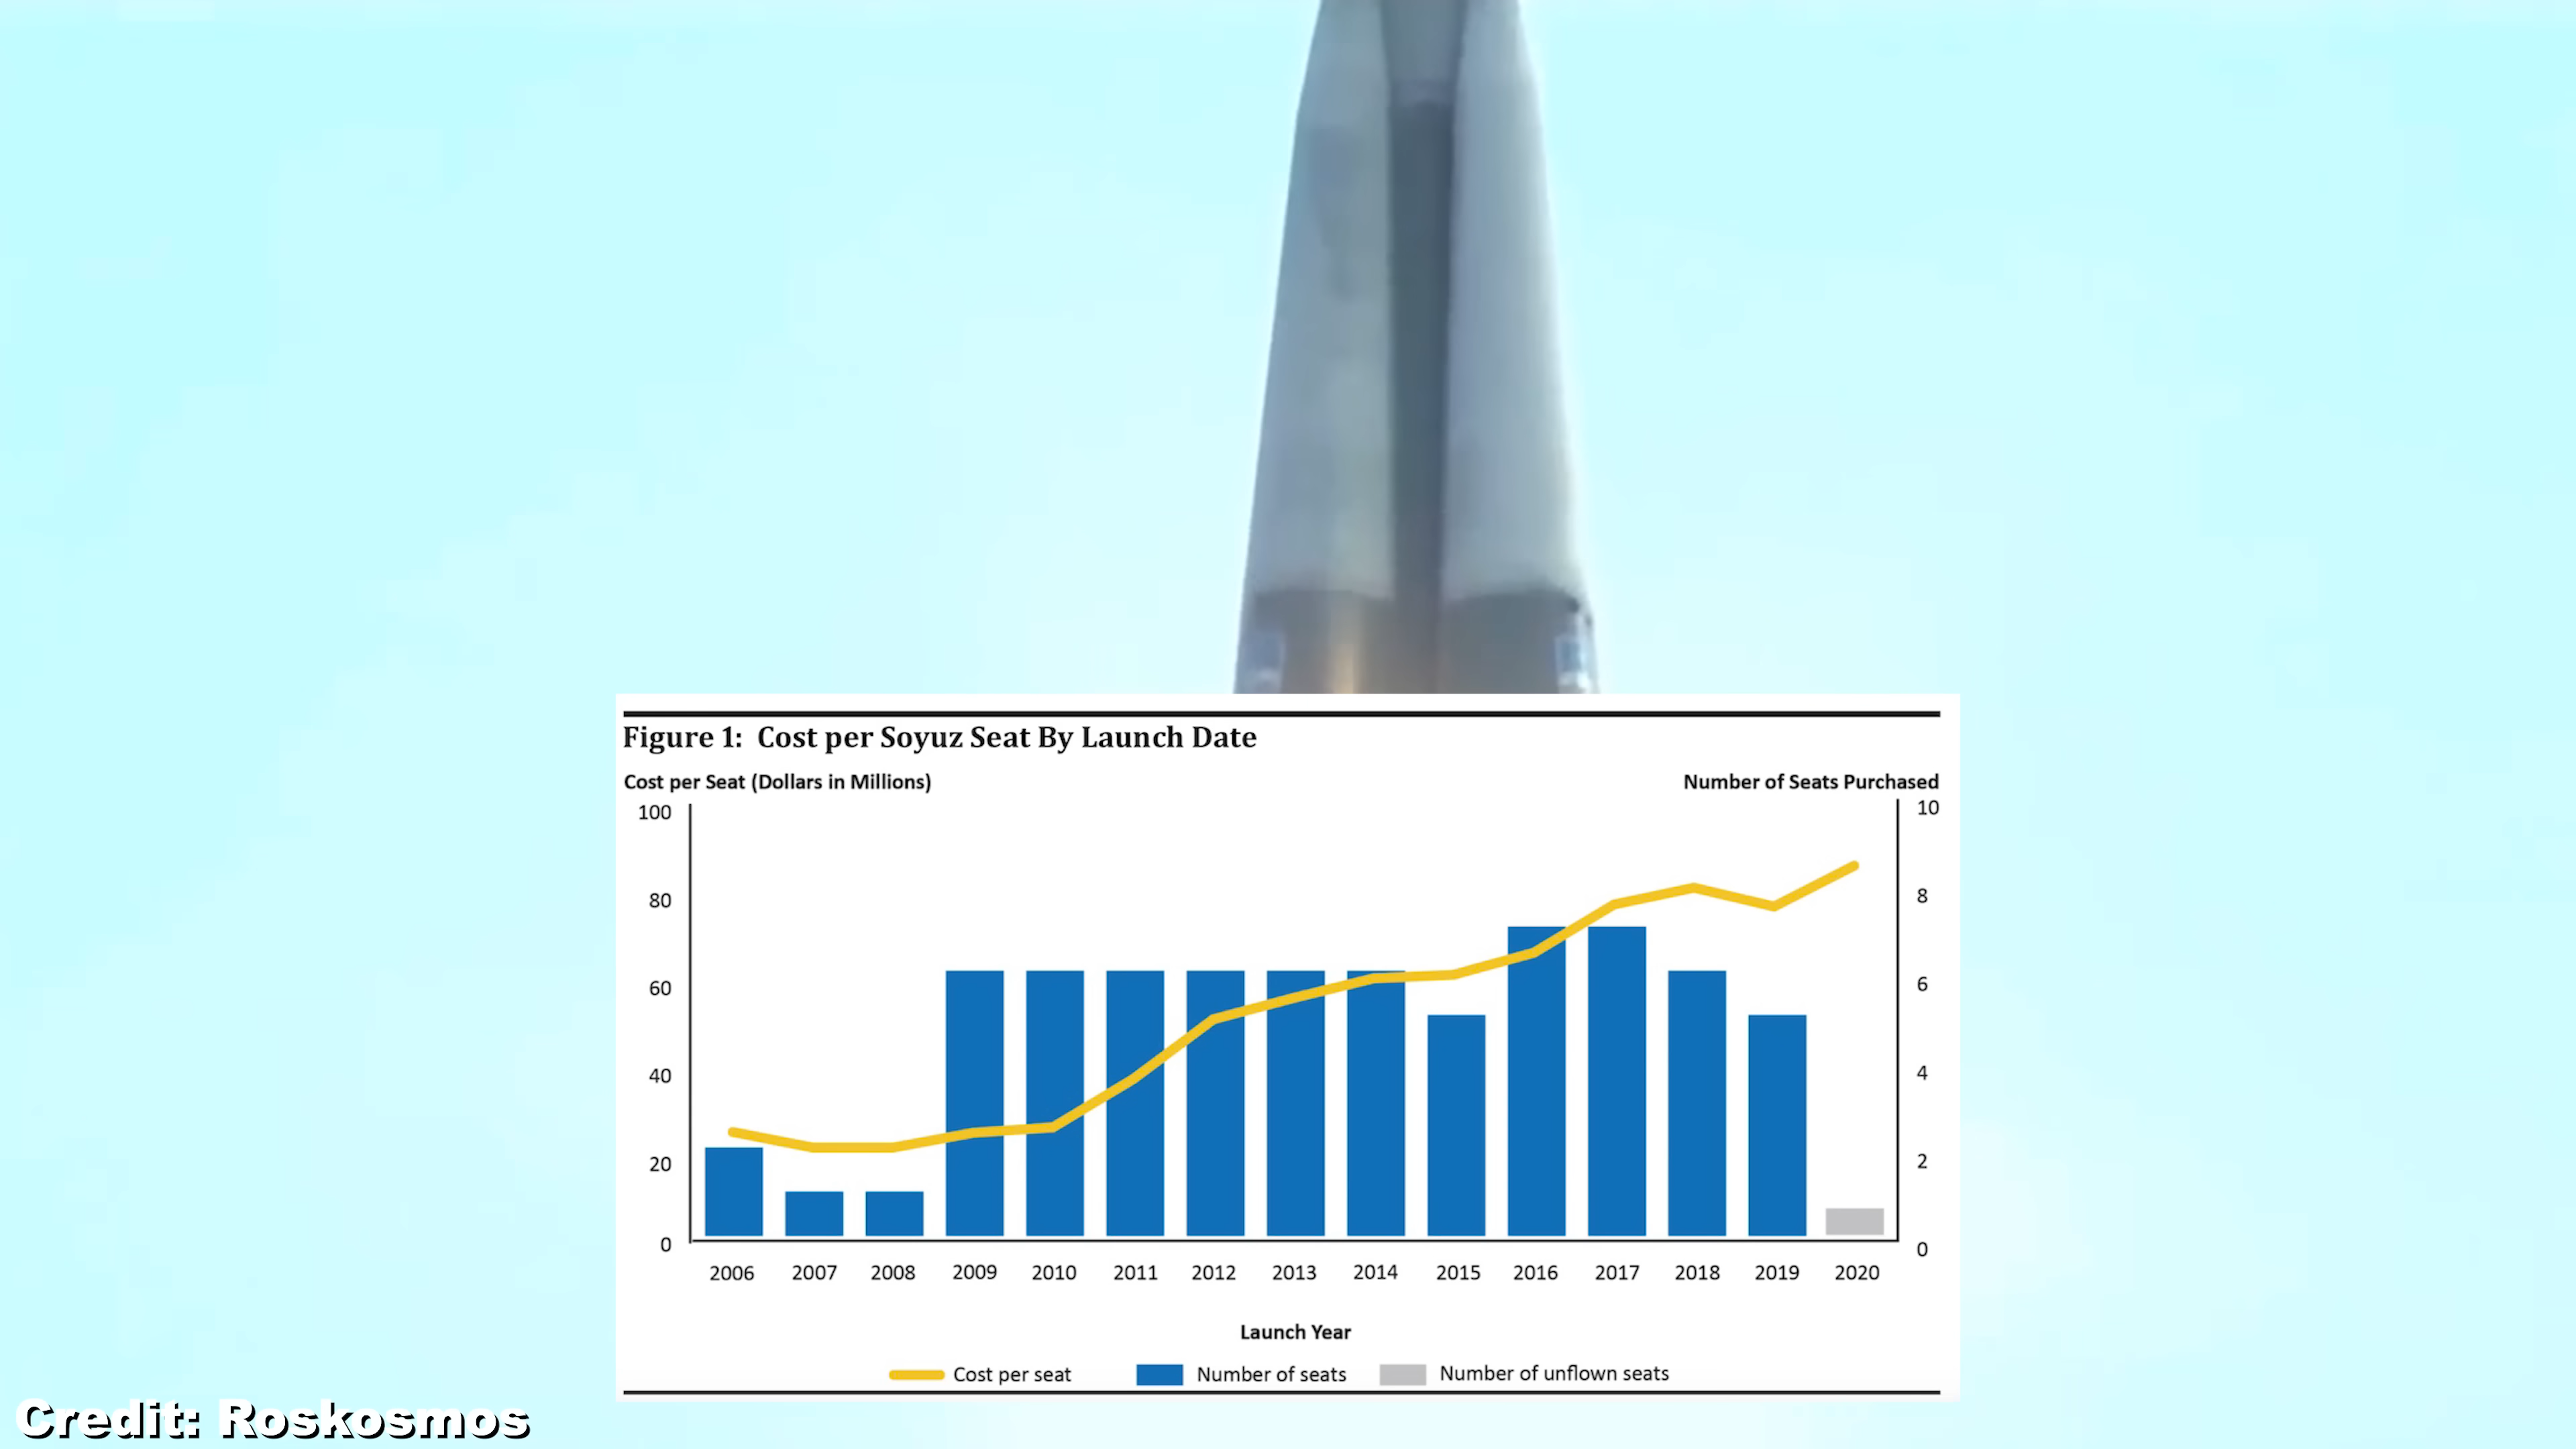 Figure 1:  Cost per Soyuz Seat By Launch Date
Cost per Seat (Dollars in Millions)
Number of Seats Purchased
100
80
60
40
20
0
10
8
6
4
2
0
2006 2007 2008 2009 2010 2011 2012 2013 2014 2015 2016 2017 2018 2019 2020
Launch Year
Cost per seat Number of seats Number of unflown seats
Credit: Roskosmos